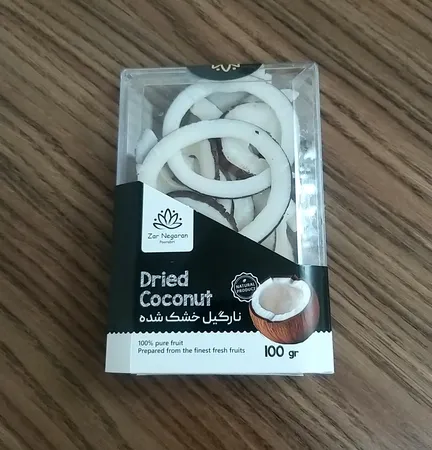 Zar Negaran
Dried
Coconut
NATURAL
PRODUCT
نارگیل خشک شده
100% pure fruit
Prepared from the finest fresh fruits
100 gr